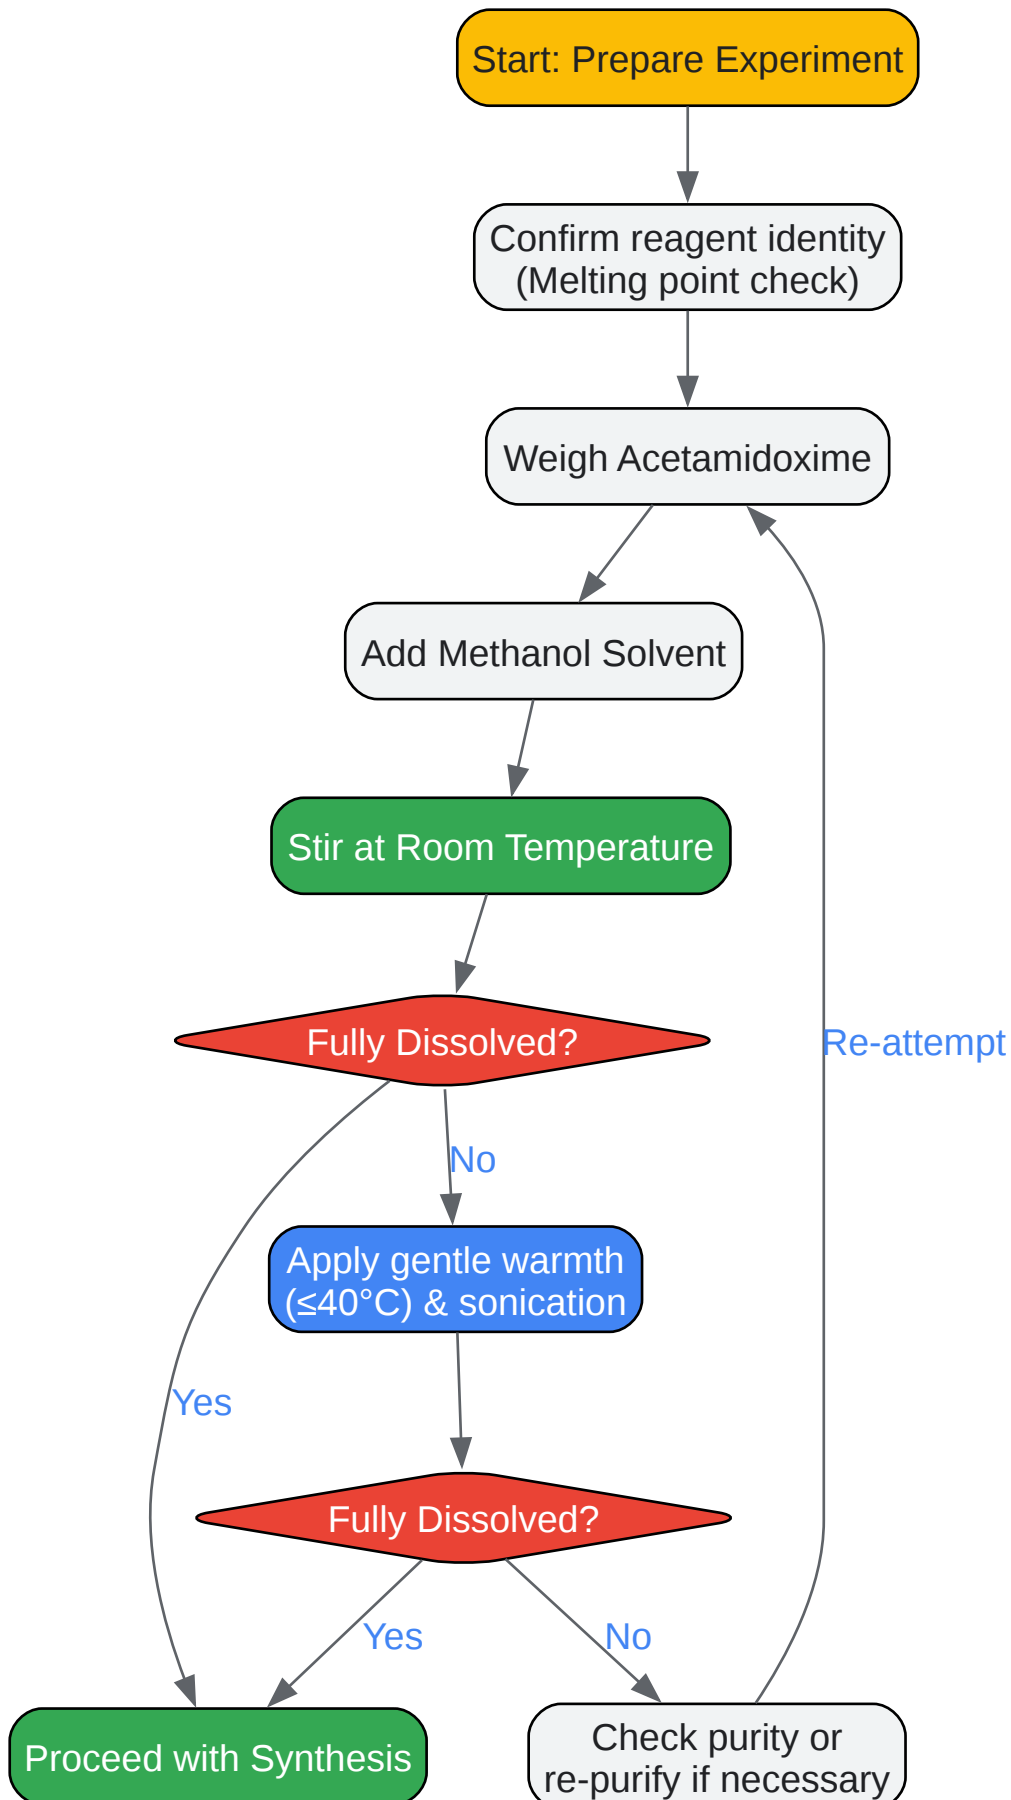 Start: Prepare Experiment
Confirm reagent identity
(Melting point check)
Weigh Acetamidoxime
Add Methanol Solvent
Stir at Room Temperature
Fully Dissolved?
Re-attempt
No
Apply gentle warmth
(≤40°C) & sonication
Yes
Fully Dissolved?
Yes
No
Proceed with Synthesis
Check purity or
re-purify if necessary